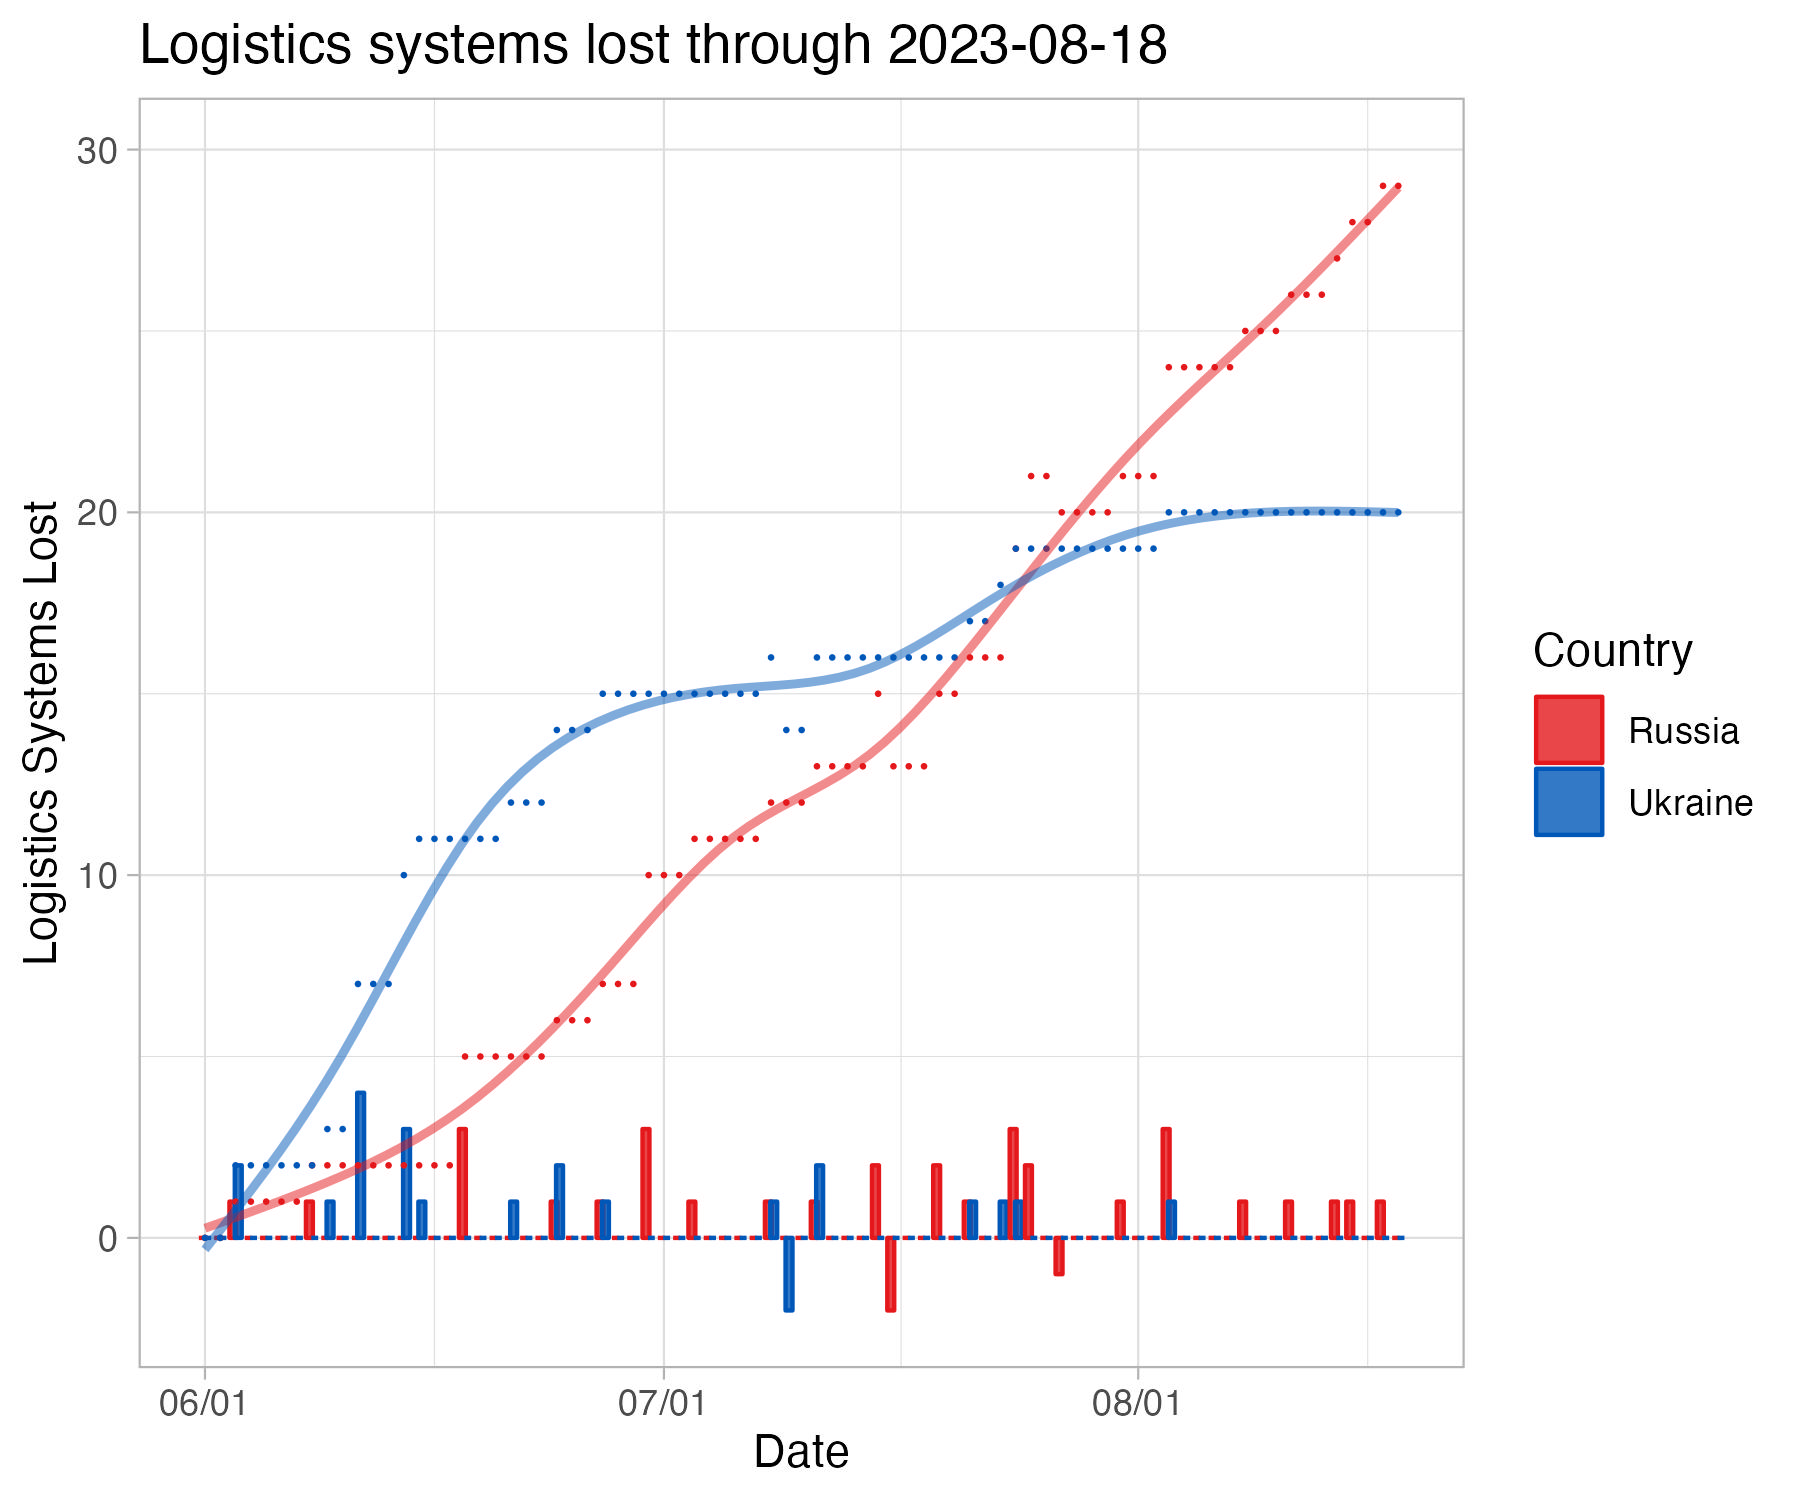 Logistics systems lost through 2023-08-18
Logistics Systems Lost
30
20
10
0
06/01
07/01
08/01
Date
Country
Russia
Ukraine